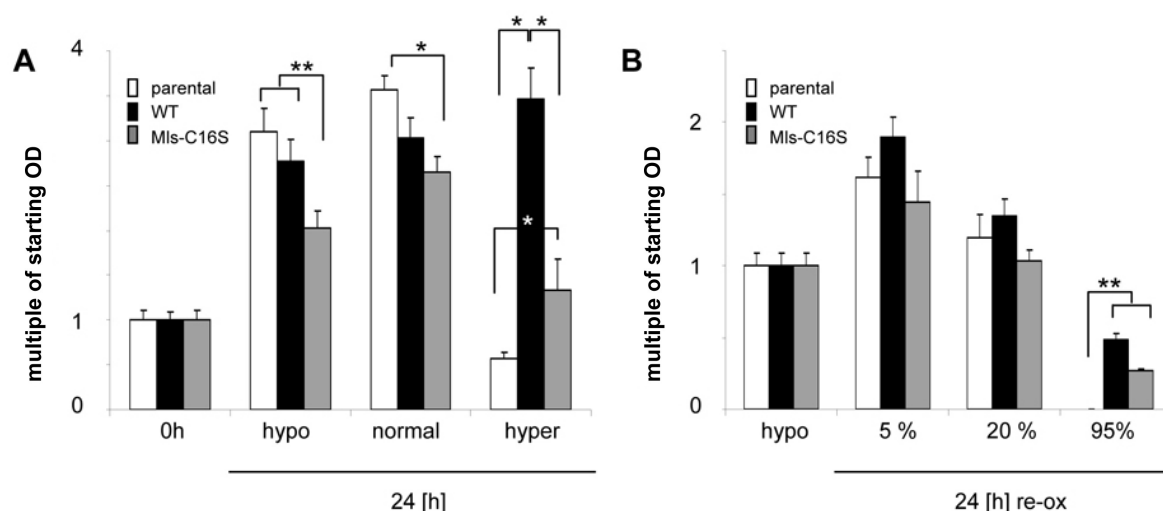 A
multiple of starting OD
4
1
0
parental
WT
Mls-C16S
**
*
* *
*
0h hypo normal hyper
24 [h]
B
multiple of starting OD
2
1
0
parental
WT
Mls-C16S
**
hypo 5 % 20 % 95%
24 [h] re-ox